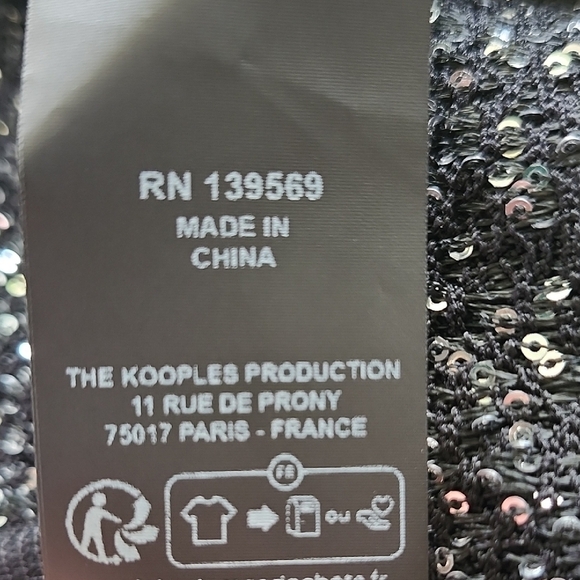 RN 139569
MADE IN
CHINA
THE KOOPLES PRODUCTION
11 RUE DE PRONY
75017 PARIS - FRANCE
FR
OU